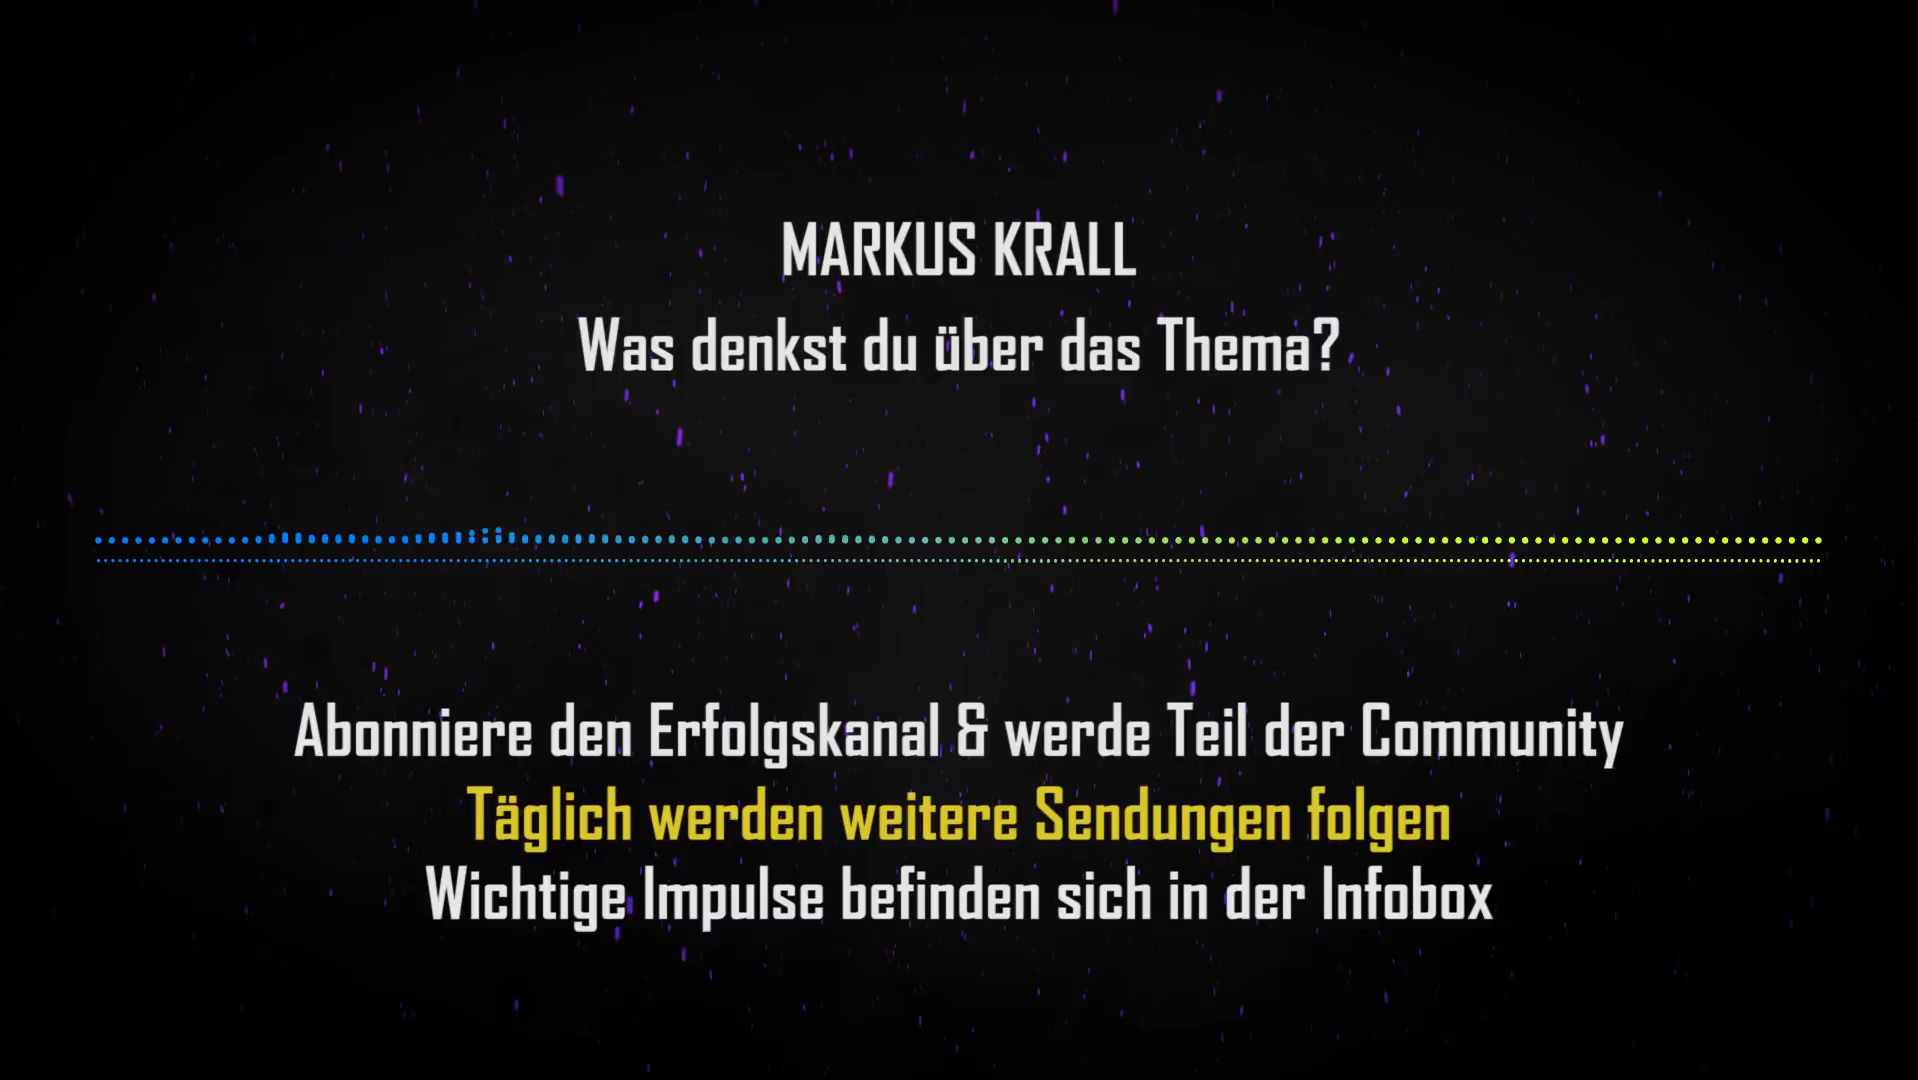 MARKUS KRALL
Was denkst du über das Thema?
Abonniere den Erfolgskanal & werde Teil der Community
Täglich werden weitere Sendungen folgen
Wichtige Impulse befinden sich in der Infobox